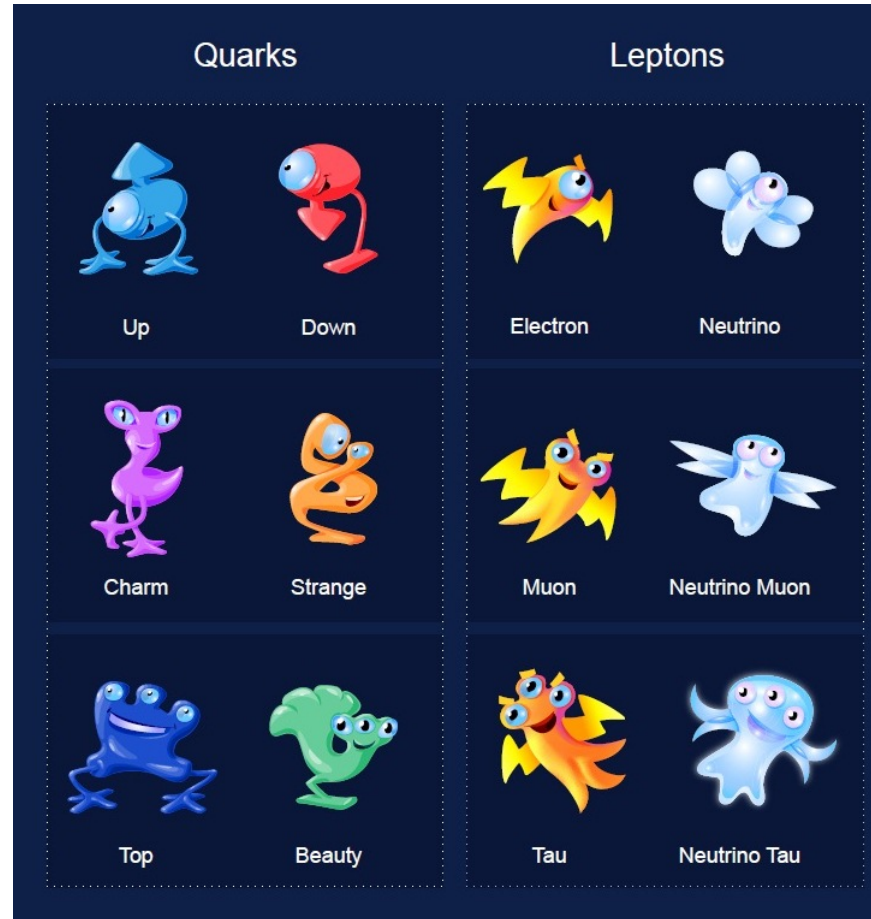 Quarks Leptons
Up Down Electron Neutrino
Charm Strange Muon Neutrino Muon
Top Beauty Tau Neutrino Tau